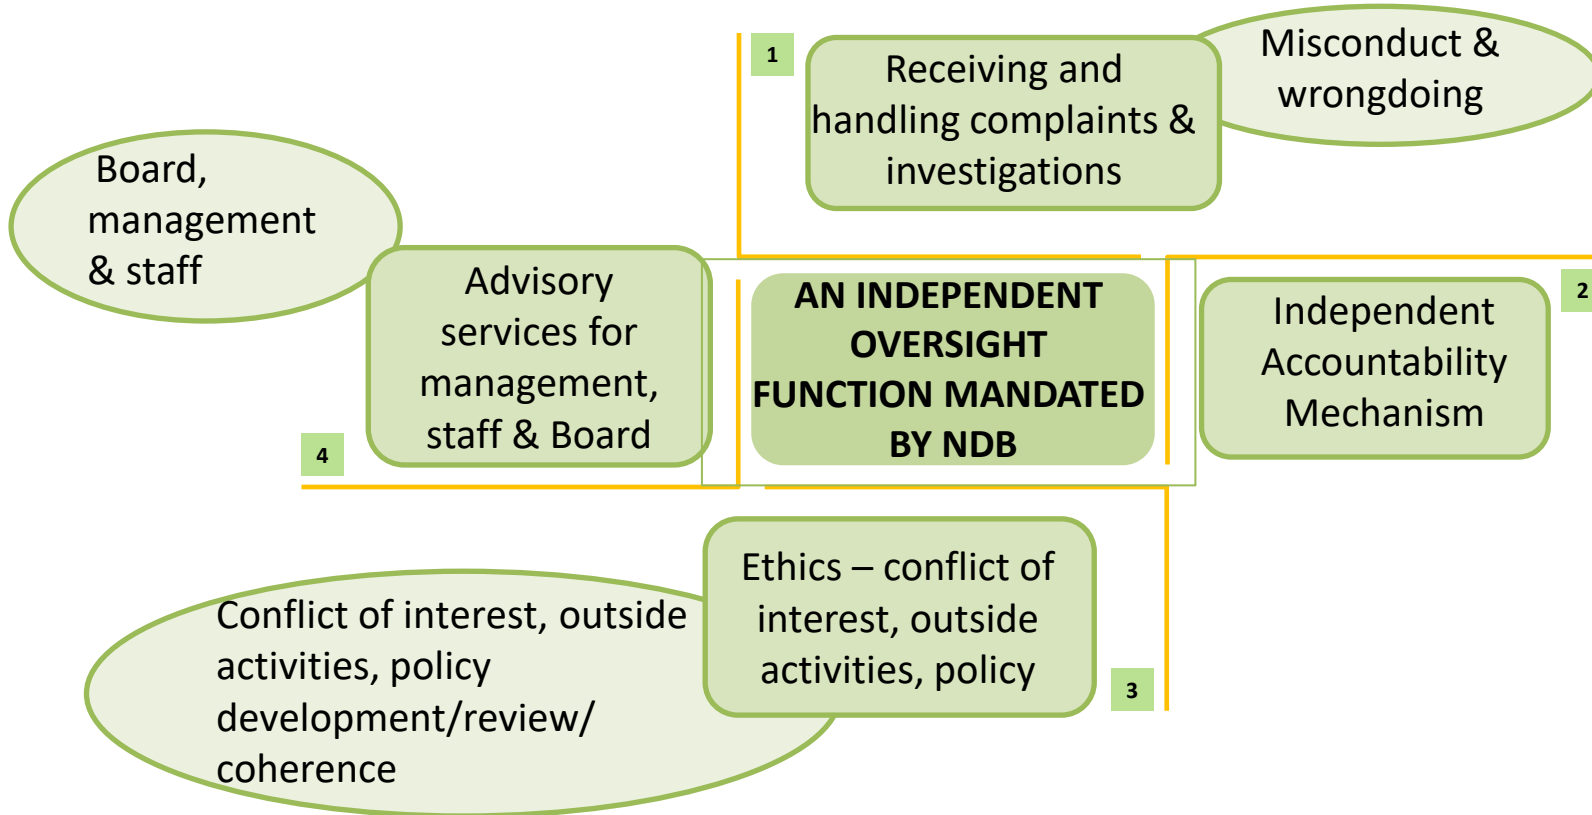 1
Receiving and
handling complaints &
investigations
Misconduct &
wrongdoing
Board,
management
& staff
Advisory
services for
management,
staff & Board
4
AN INDEPENDENT
OVERSIGHT
FUNCTION MANDATED
BY NDB
2
Independent
Accountability
Mechanism
Ethics – conflict of
interest, outside
activities, policy
3
Conflict of interest, outside
activities, policy
development/review/
coherence